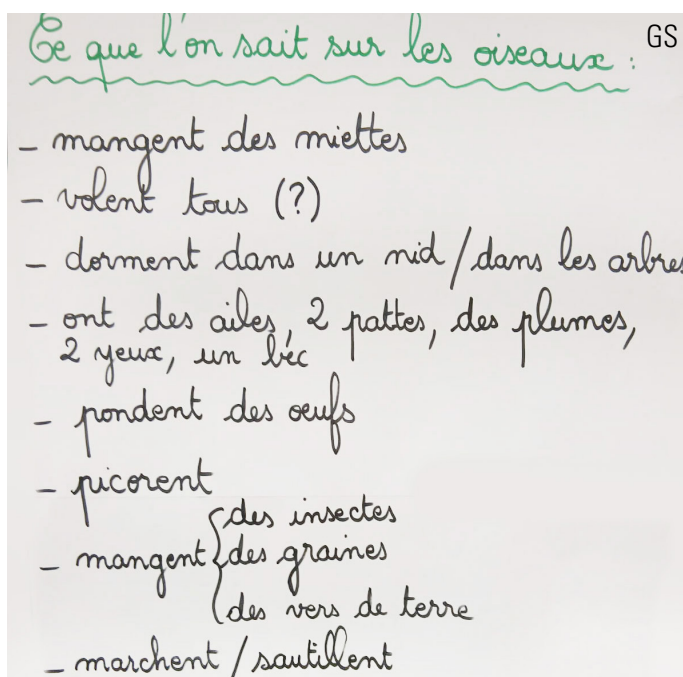 Ce que l'on sait sur les oiseaux :
GS
- mangent des miettes
- volent tous (?)
- dorment dans un nid / dans les arbres
- ont des ailes, 2 pattes, des plumes,
2 yeux, un bec
- pondent des oeufs
- picorent
- mangent { des insectes
des graines
des vers de terre
- marchent / sautillent